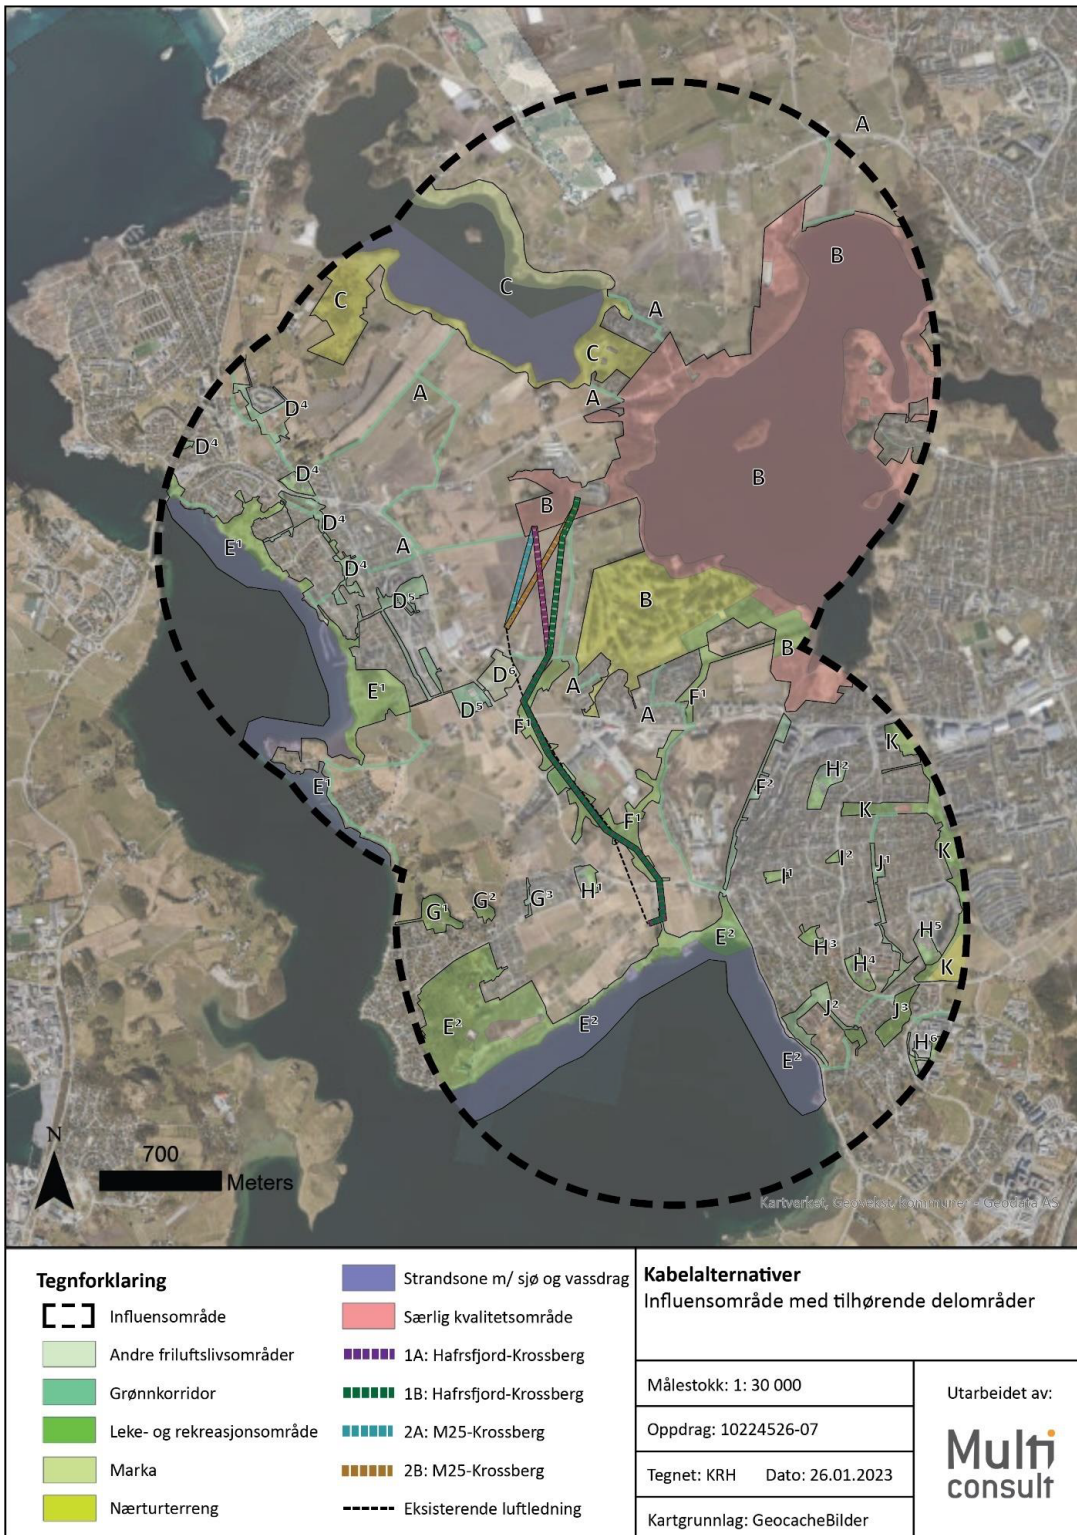 A
B
C
A
C
C
A
A
D⁴
D⁴
D⁴
B
B
D⁴
A
E¹
D⁴
D⁵
B
B
D⁶
A
E¹
D⁵
F¹
A
F¹
K
E¹
F²
H²
K
F¹
K
J¹
I²
I¹
H¹
G³
G²
G¹
H⁵
E²
H³
H⁴
K
J²
J³
E²
E²
H⁶
E²
N
700
Meters
Kartverket, Geovekst, kommuner - Geodata AS
Tegnforklaring
Influensområde
Andre friluftslivsområder
Grønnkorridor
Leke- og rekreasjonsområde
Marka
Nærturterreng
Strandsone m/ sjø og vassdrag
Særlig kvalitetsområde
1A: Hafrsfjord-Krossberg
1B: Hafrsfjord-Krossberg
2A: M25-Krossberg
2B: M25-Krossberg
Eksisterende luftledning
Kabelalternativer
Influensområde med tilhørende delområder
Målestokk: 1: 30 000
Oppdrag: 10224526-07
Tegnet: KRH Dato: 26.01.2023
Kartgrunnlag: GeocacheBilder
Utarbeidet av:
Multi
consult